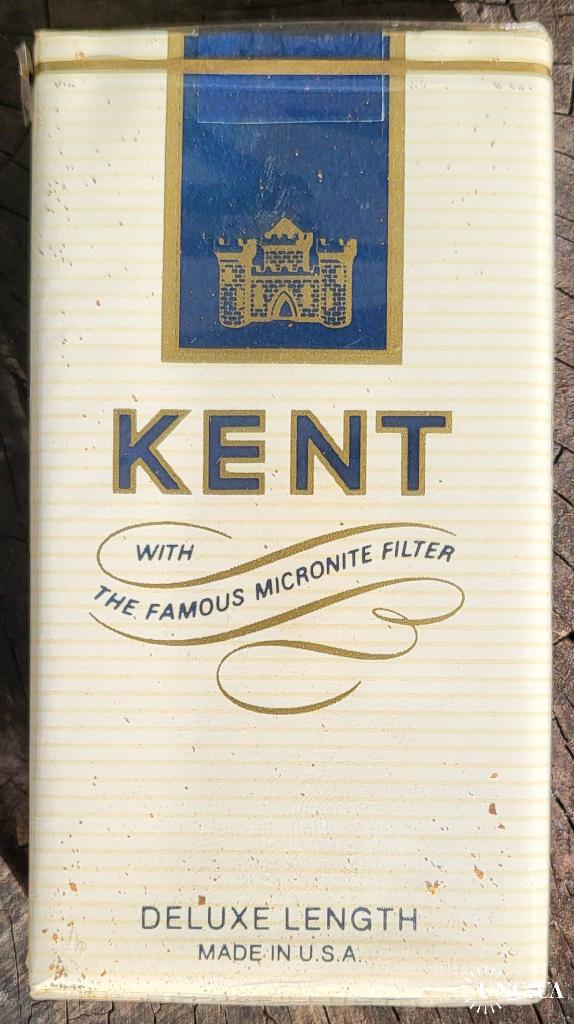 KENT
WITH
THE FAMOUS MICRONITE FILTER
DELUXE LENGTH
MADE IN U.S.A.